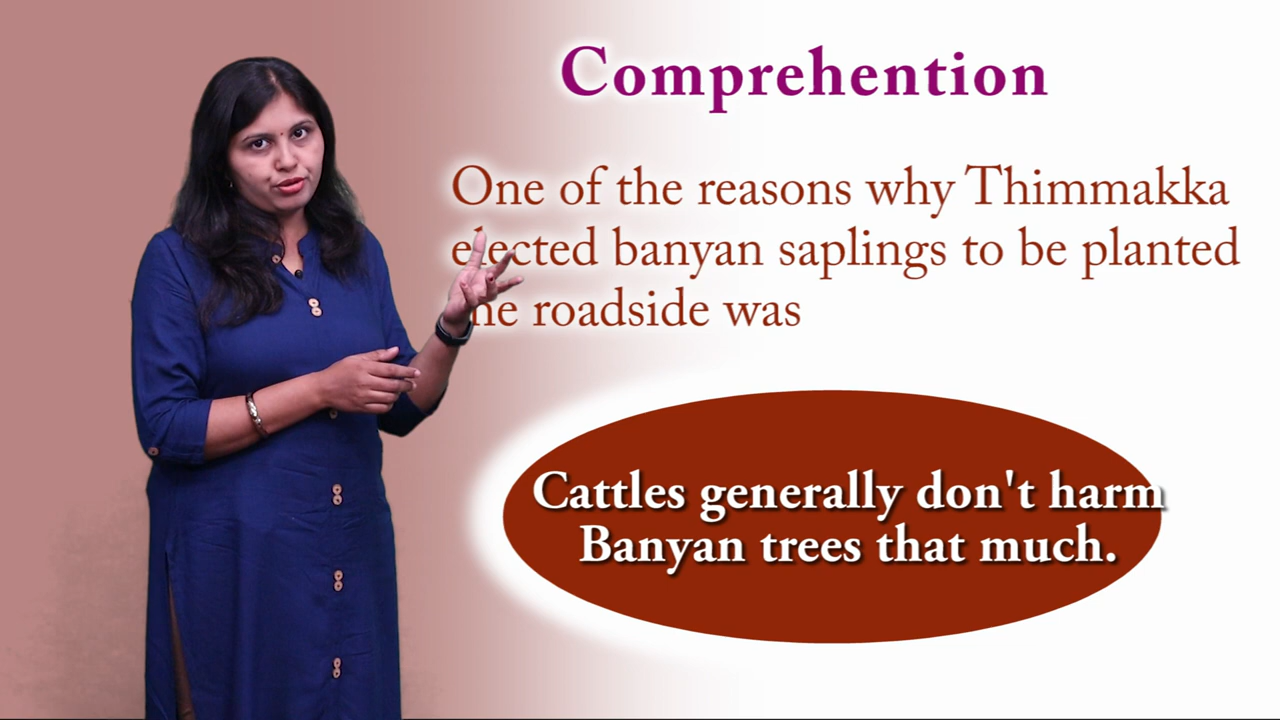 Comprehention
One of the reasons why Thimmakka
elected banyan saplings to be planted
he roadside was
Cattles generally don't harm
Banyan trees that much.